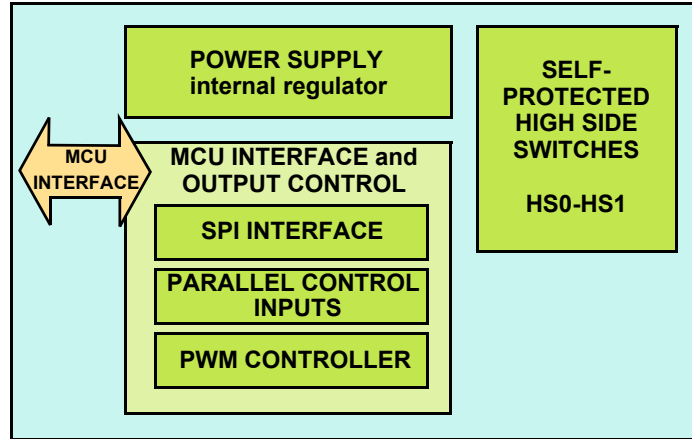 POWER SUPPLY
internal regulator
SELF-
PROTECTED
HIGH SIDE
SWITCHES
HS0-HS1
MCU
INTERFACE
MCU INTERFACE and
OUTPUT CONTROL
SPI INTERFACE
PARALLEL CONTROL
INPUTS
PWM CONTROLLER